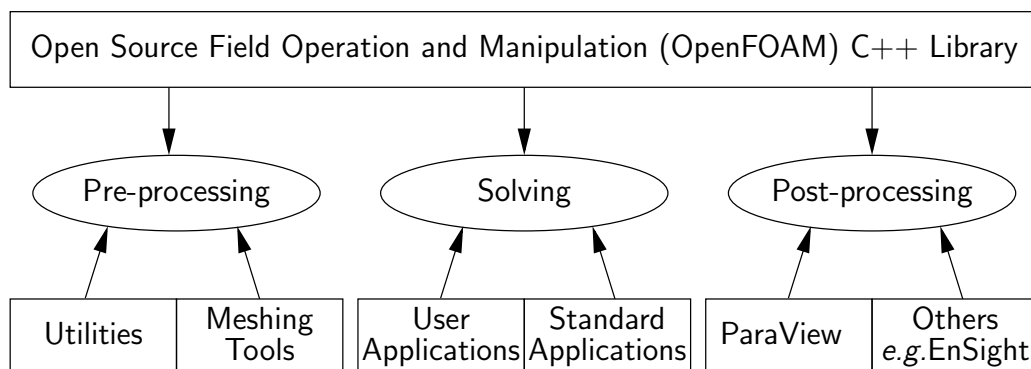 Open Source Field Operation and Manipulation (OpenFOAM) C++ Library
Pre-processing
Solving
Post-processing
Utilities
Meshing
Tools
User
Applications
Standard
Applications
ParaView
Others
e.g.EnSight